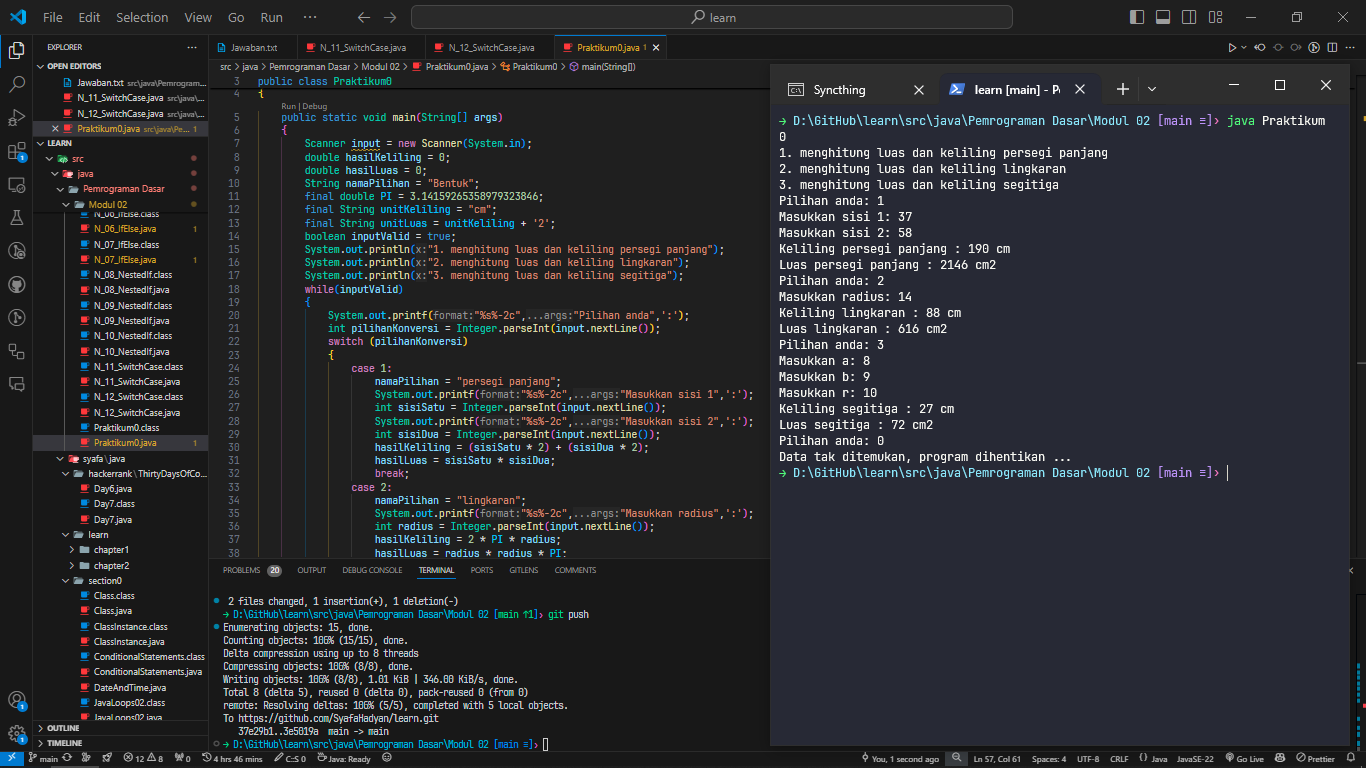 File Edit Selection View Go Run ··· learn
EXPLORER ···
OPEN EDITORS
Jawaban.txt src\java\Pemrogram...
N_11_SwitchCase.java src\java\...
N_12_SwitchCase.java src\java\...
Praktikum0.java src\java\Pe... 1
LEARN
src
java
Pemrograman Dasar
Modul 02
N_06_IfElse.class
N_06_IfElse.java 1
N_07_IfElse.class
N_07_IfElse.java 1
N_08_NestedIf.class
N_08_NestedIf.java
N_09_NestedIf.class
N_09_NestedIf.java
N_10_NestedIf.class
N_10_NestedIf.java
N_11_SwitchCase.class
N_11_SwitchCase.java
N_12_SwitchCase.class
N_12_SwitchCase.java
Praktikum0.class
Praktikum0.java 1
syafa\java
hackerrank\ThirtyDaysOfCo...
Day6.java
Day7.class
Day7.java
learn
chapter1
chapter2
section0
Class.class
Class.java
ClassInstance.class
ClassInstance.java
ConditionalStatements.class
ConditionalStatements.java
DateAndTime.java
JavaLoops02.class
JavaLoops02.java
OUTLINE
TIMELINE
Jawaban.txt N_11_SwitchCase.java N_12_SwitchCase.java Praktikum0.java 1
src > java > Pemrograman Dasar > Modul 02 > Praktikum0.java > Praktikum0 > main(String[])
3 public class Praktikum0
4 {
Run | Debug
5 public static void main(String[] args)
6 {
7 Scanner input = new Scanner(System.in);
8 double hasilKeliling = 0;
9 double hasilLuas = 0;
10 String namaPilihan = "Bentuk";
11 final double PI = 3.14159265358979323846;
12 final String unitKeliling = "cm";
13 final String unitLuas = unitKeliling + '2';
14 boolean inputValid = true;
15 System.out.println(x:"1. menghitung luas dan keliling persegi panjang");
16 System.out.println(x:"2. menghitung luas dan keliling lingkaran");
17 System.out.println(x:"3. menghitung luas dan keliling segitiga");
18 while(inputValid)
19 {
20 System.out.printf(format:"%s%-2c",...args:"Pilihan anda",':');
21 int pilihanKonversi = Integer.parseInt(input.nextLine());
22 switch (pilihanKonversi)
23 {
24 case 1:
25 namaPilihan = "persegi panjang";
26 System.out.printf(format:"%s%-2c",...args:"Masukkan sisi 1",':');
27 int sisiSatu = Integer.parseInt(input.nextLine());
28 System.out.printf(format:"%s%-2c",...args:"Masukkan sisi 2",':');
29 int sisiDua = Integer.parseInt(input.nextLine());
30 hasilKeliling = (sisiSatu * 2) + (sisiDua * 2);
31 hasilLuas = sisiSatu * sisiDua;
32 break;
33 case 2:
34 namaPilihan = "lingkaran";
35 System.out.printf(format:"%s%-2c",...args:"Masukkan radius",':');
36 int radius = Integer.parseInt(input.nextLine());
37 hasilKeliling = 2 * PI * radius;
38 hasilLuas = radius * radius * PI;
PROBLEMS 20 OUTPUT DEBUG CONSOLE TERMINAL PORTS GITLENS COMMENTS
2 files changed, 1 insertion(+), 1 deletion(-)
→ D:\GitHub\learn\src\java\Pemrograman Dasar\Modul 02 [main ↑1]› git push
Enumerating objects: 15, done.
Counting objects: 100% (15/15), done.
Delta compression using up to 8 threads
Compressing objects: 100% (8/8), done.
Writing objects: 100% (8/8), 1.01 KiB | 346.00 KiB/s, done.
Total 8 (delta 5), reused 0 (delta 0), pack-reused 0 (from 0)
remote: Resolving deltas: 100% (5/5), completed with 5 local objects.
To https://github.com/SyafaHadyan/learn.git
37e29b1..3e5019a main -> main
→ D:\GitHub\learn\src\java\Pemrograman Dasar\Modul 02 [main ≡]›
Syncthing learn [main] - P
→ D:\GitHub\learn\src\java\Pemrograman Dasar\Modul 02 [main ≡]› java Praktikum
0
1. menghitung luas dan keliling persegi panjang
2. menghitung luas dan keliling lingkaran
3. menghitung luas dan keliling segitiga
Pilihan anda: 1
Masukkan sisi 1: 37
Masukkan sisi 2: 58
Keliling persegi panjang : 190 cm
Luas persegi panjang : 2146 cm2
Pilihan anda: 2
Masukkan radius: 14
Keliling lingkaran : 88 cm
Luas lingkaran : 616 cm2
Pilihan anda: 3
Masukkan a: 8
Masukkan b: 9
Masukkan r: 10
Keliling segitiga : 27 cm
Luas segitiga : 72 cm2
Pilihan anda: 0
Data tak ditemukan, program dihentikan ...
→ D:\GitHub\learn\src\java\Pemrograman Dasar\Modul 02 [main ≡]›
main 12 8 0 4 hrs 46 mins C:S 0 Java: Ready You, 1 second ago Ln 57, Col 61 Spaces: 4 UTF-8 CRLF {} Java JavaSE-22 Go Live Prettier